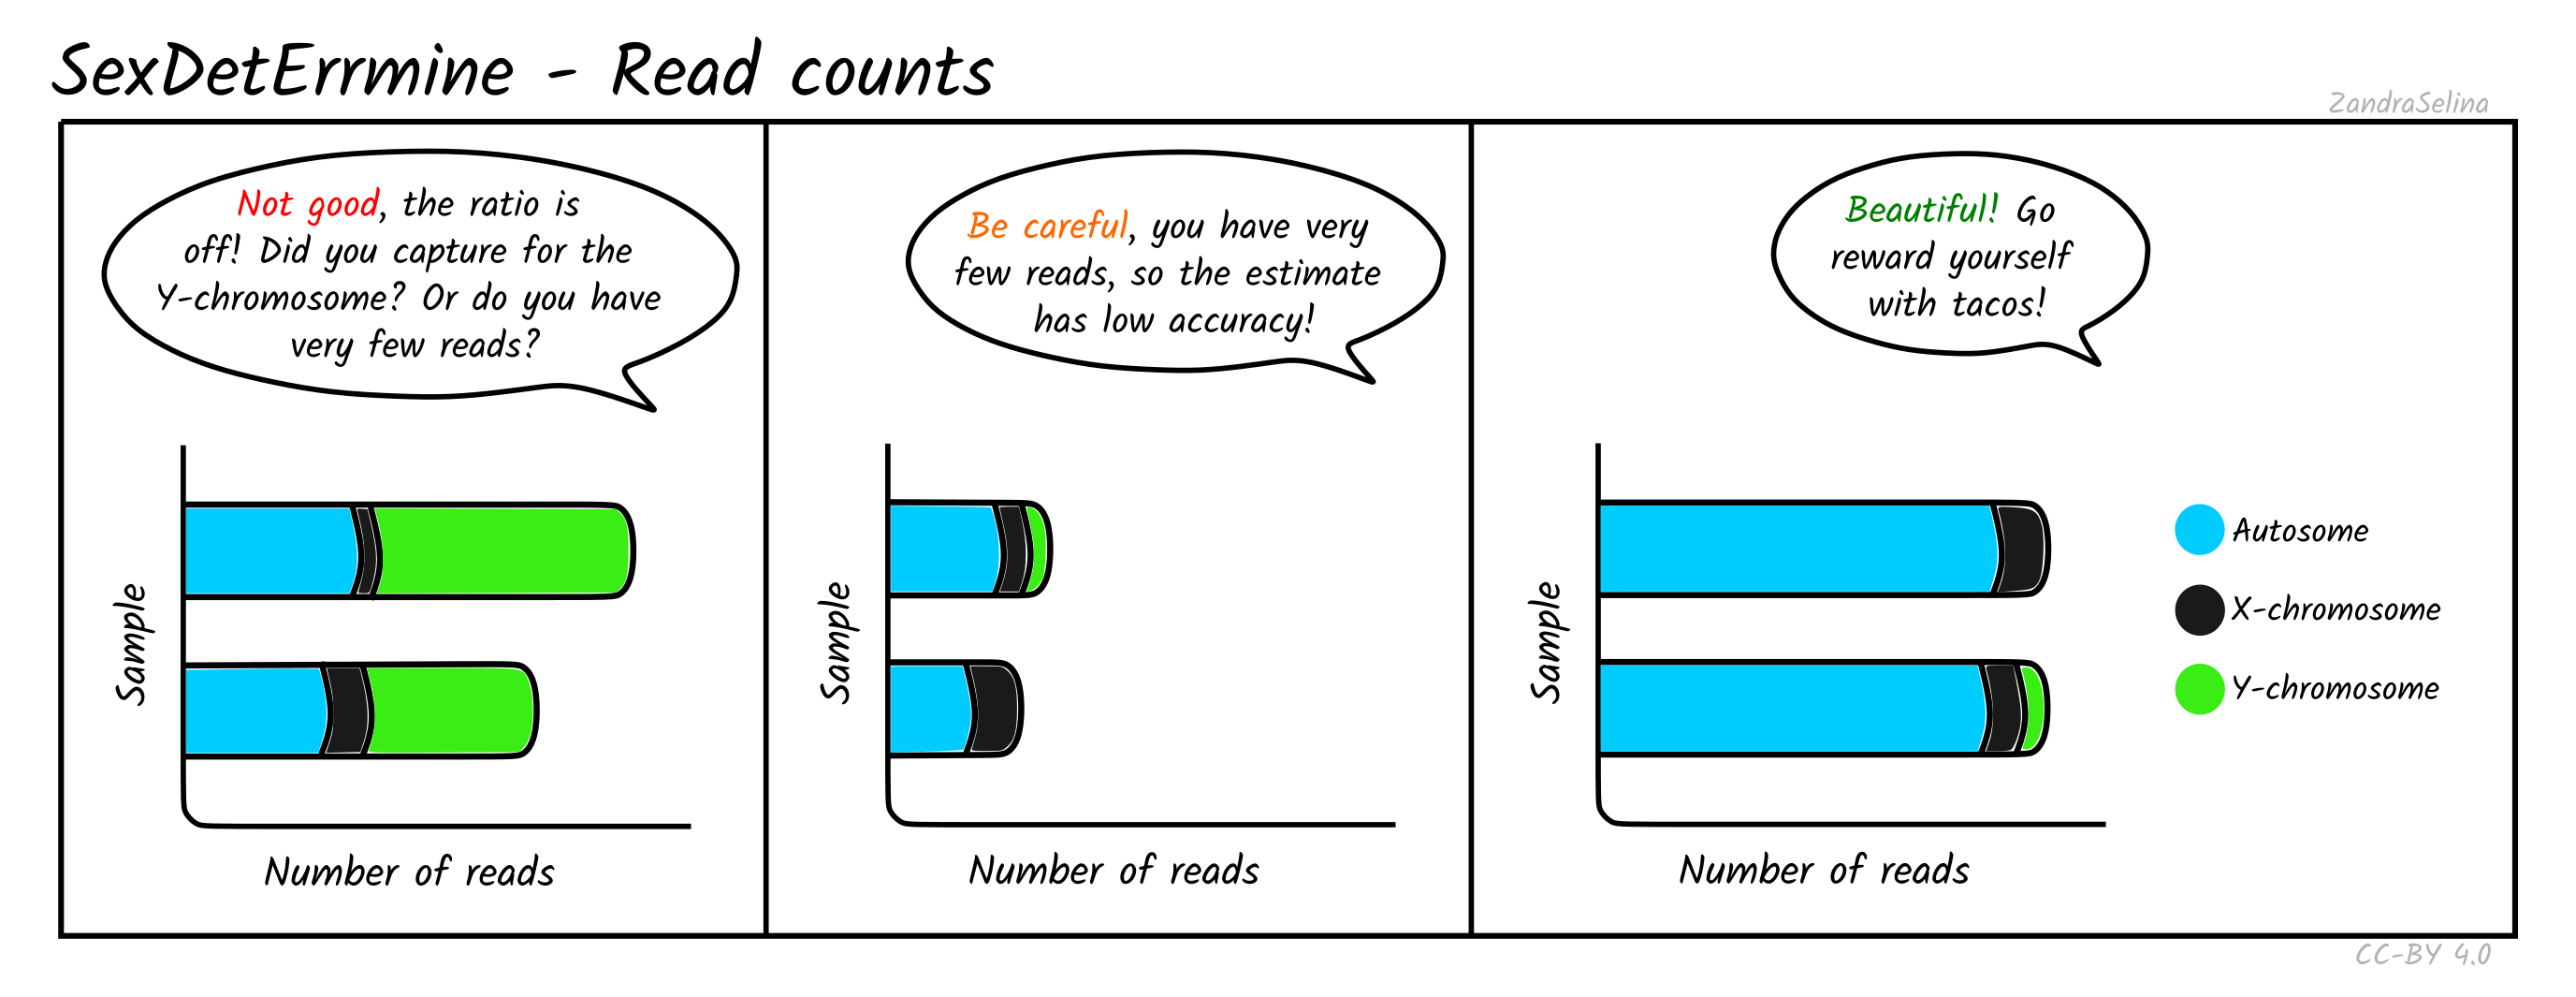 SexDetErrmine - Read counts
ZandraSelina
Not good, the ratio is
off! Did you capture for the
Y-chromosome? Or do you have
very few reads?
Sample
Number of reads
Be careful, you have very
few reads, so the estimate
has low accuracy!
Sample
Number of reads
Beautiful! Go
reward yourself
with tacos!
Sample
Number of reads
Autosome
X-chromosome
Y-chromosome
CC-BY 4.0